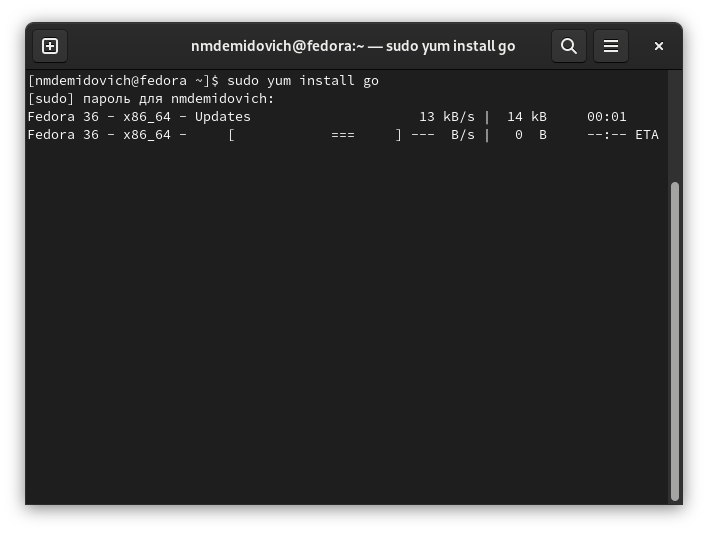 nmdemidovich@fedora:~ — sudo yum install go
[nmdemidovich@fedora ~]$ sudo yum install go
[sudo] пароль для nmdemidovich:
Fedora 36 - x86_64 - Updates                     13 kB/s |  14 kB     00:01
Fedora 36 - x86_64 -     [            ===     ] ---  B/s |   0  B     --:-- ETA